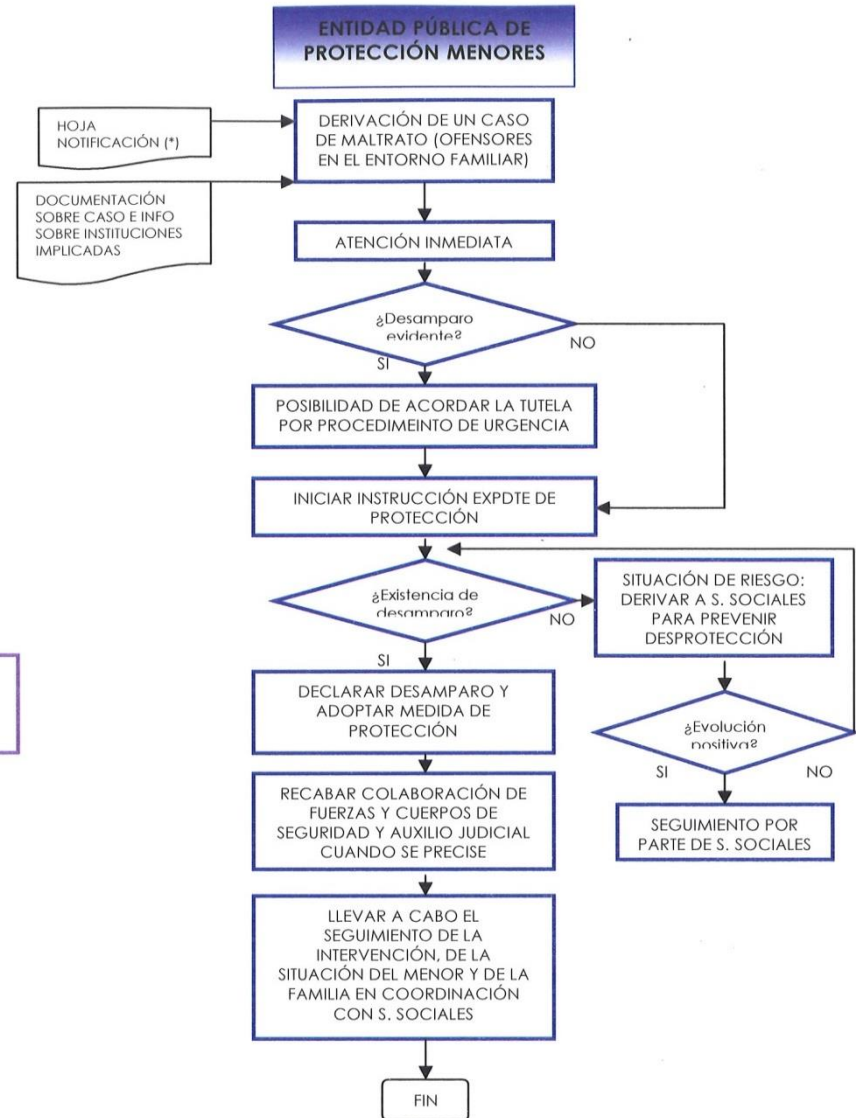 ENTIDAD PÚBLICA DE
PROTECCIÓN MENORES
HOJA
NOTIFICACIÓN (*)
DERIVACIÓN DE UN CASO
DE MALTRATO (OFENSORES
EN EL ENTORNO FAMILIAR)
DOCUMENTACIÓN
SOBRE CASO E INFO
SOBRE INSTITUCIONES
IMPLICADAS
ATENCIÓN INMEDIATA
¿Desamparo
evidente?
NO
SI
POSIBILIDAD DE ACORDAR LA TUTELA
POR PROCEDIMEINTO DE URGENCIA
INICIAR INSTRUCCIÓN EXPDTE DE
PROTECCIÓN
¿Existencia de
desamparo?
NO
SI
SITUACIÓN DE RIESGO:
DERIVAR A S. SOCIALES
PARA PREVENIR
DESPROTECCIÓN
DECLARAR DESAMPARO Y
ADOPTAR MEDIDA DE
PROTECCIÓN
¿Evolución
positiva?
SI
NO
RECABAR COLABORACIÓN DE
FUERZAS Y CUERPOS DE
SEGURIDAD Y AUXILIO JUDICIAL
CUANDO SE PRECISE
SEGUIMIENTO POR
PARTE DE S. SOCIALES
LLEVAR A CABO EL
SEGUIMIENTO DE LA
INTERVENCIÓN, DE LA
SITUACIÓN DEL MENOR Y DE LA
FAMILIA EN COORDINACIÓN
CON S. SOCIALES
FIN